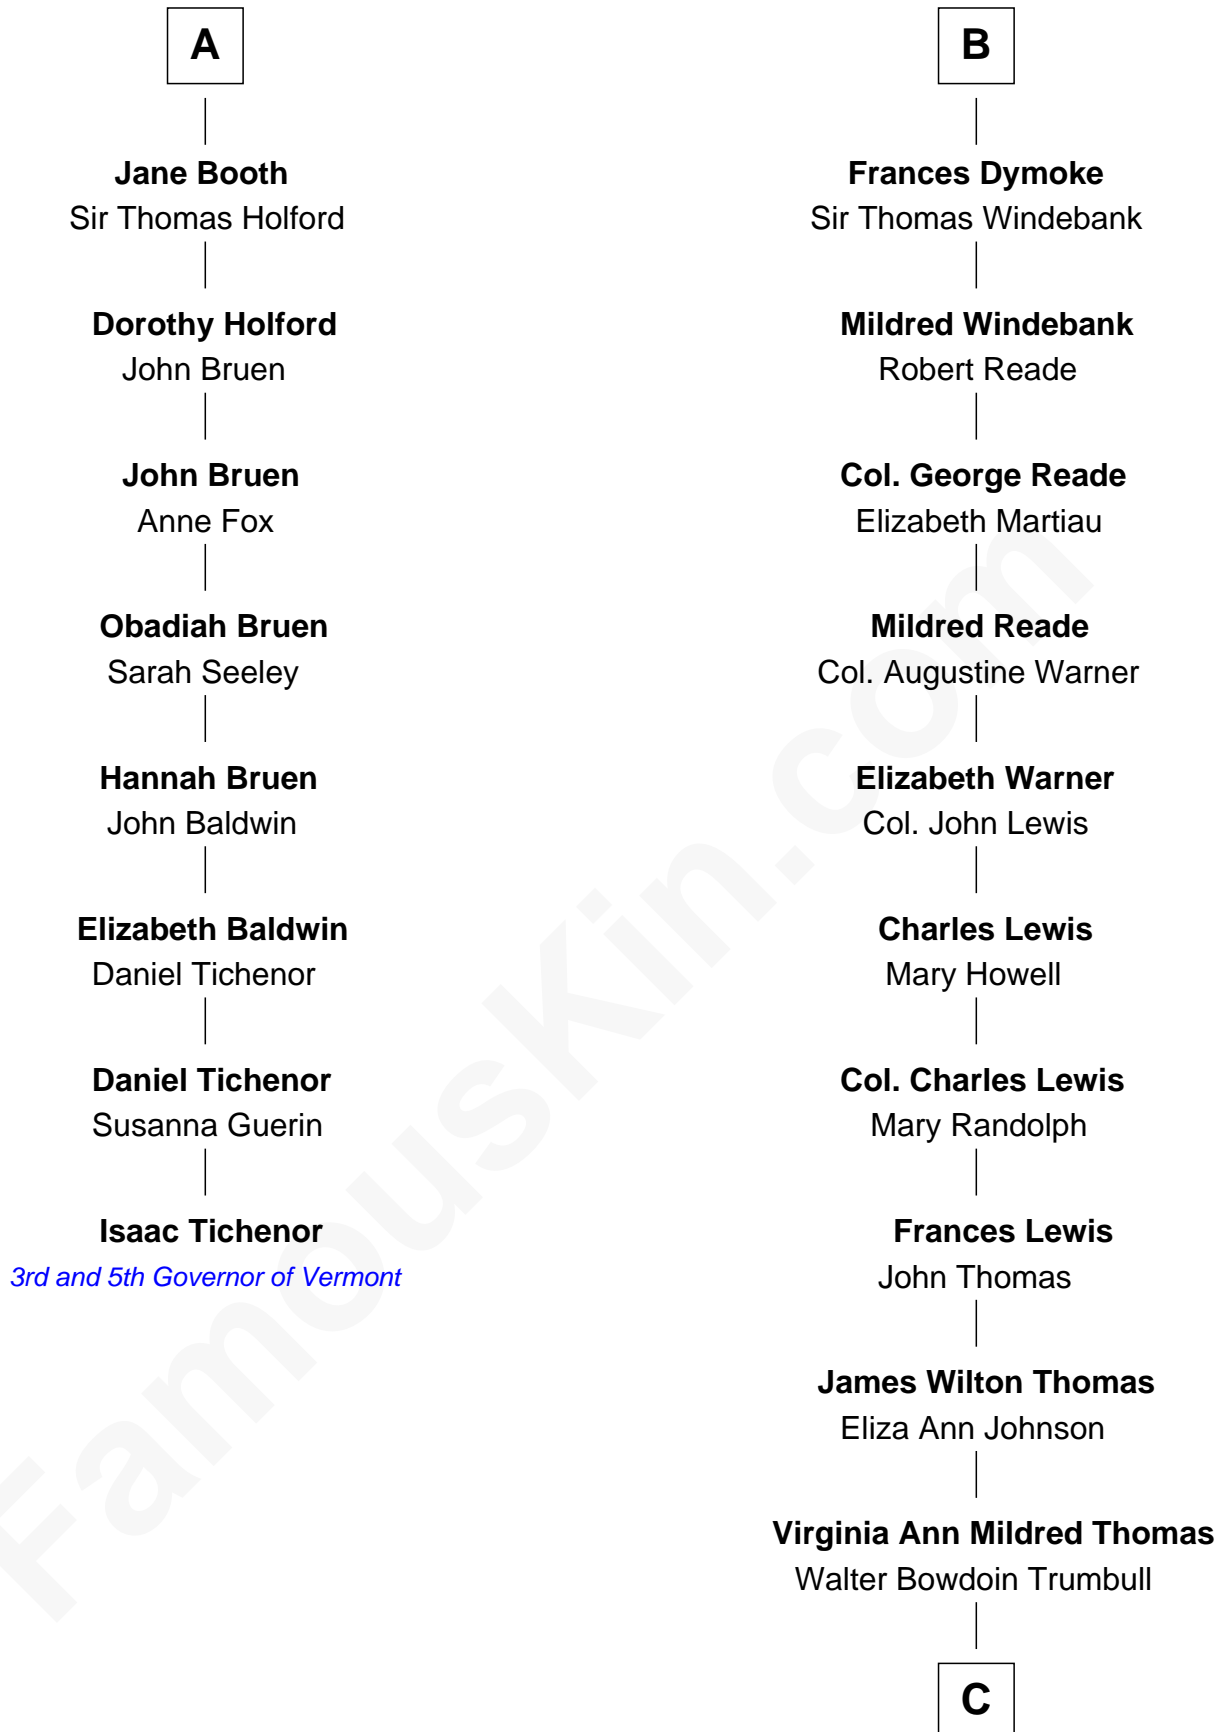 A
Jane Booth
Sir Thomas Holford
Dorothy Holford
John Bruen
John Bruen
Anne Fox
Obadiah Bruen
Sarah Seeley
Hannah Bruen
John Baldwin
Elizabeth Baldwin
Daniel Tichenor
Daniel Tichenor
Susanna Guerin
Isaac Tichenor
3rd and 5th Governor of Vermont
B
Frances Dymoke
Sir Thomas Windebank
Mildred Windebank
Robert Reade
Col. George Reade
Elizabeth Martiau
Mildred Reade
Col. Augustine Warner
Elizabeth Warner
Col. John Lewis
Charles Lewis
Mary Howell
Col. Charles Lewis
Mary Randolph
Frances Lewis
John Thomas
James Wilton Thomas
Eliza Ann Johnson
Virginia Ann Mildred Thomas
Walter Bowdoin Trumbull
C
FamousKin.com